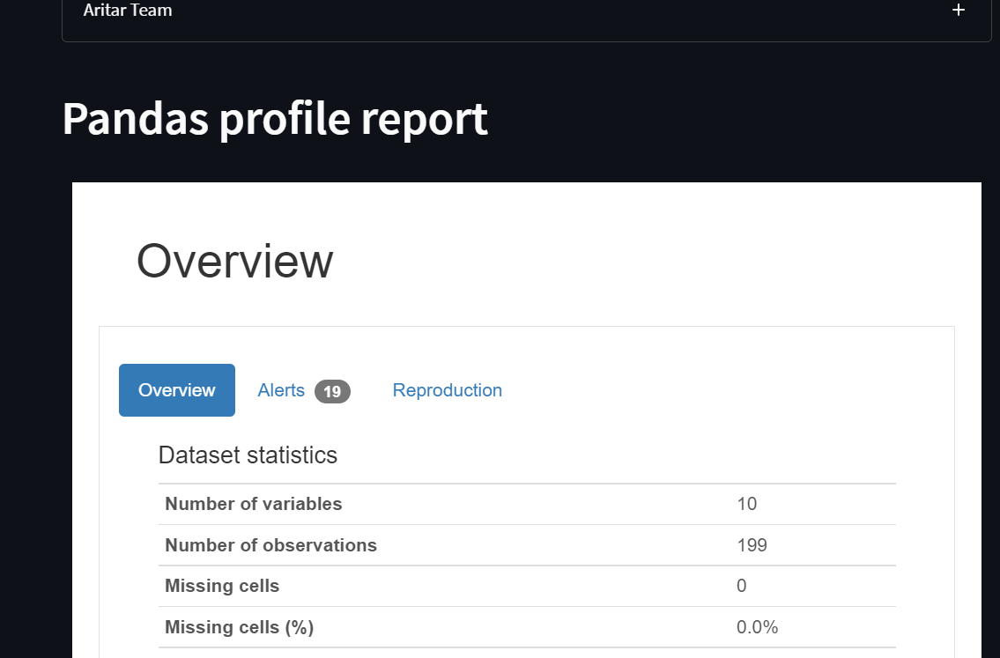 Aritar Team +
Pandas profile report
Overview
Overview Alerts 19 Reproduction
Dataset statistics
Number of variables 10
Number of observations 199
Missing cells 0
Missing cells (%) 0.0%